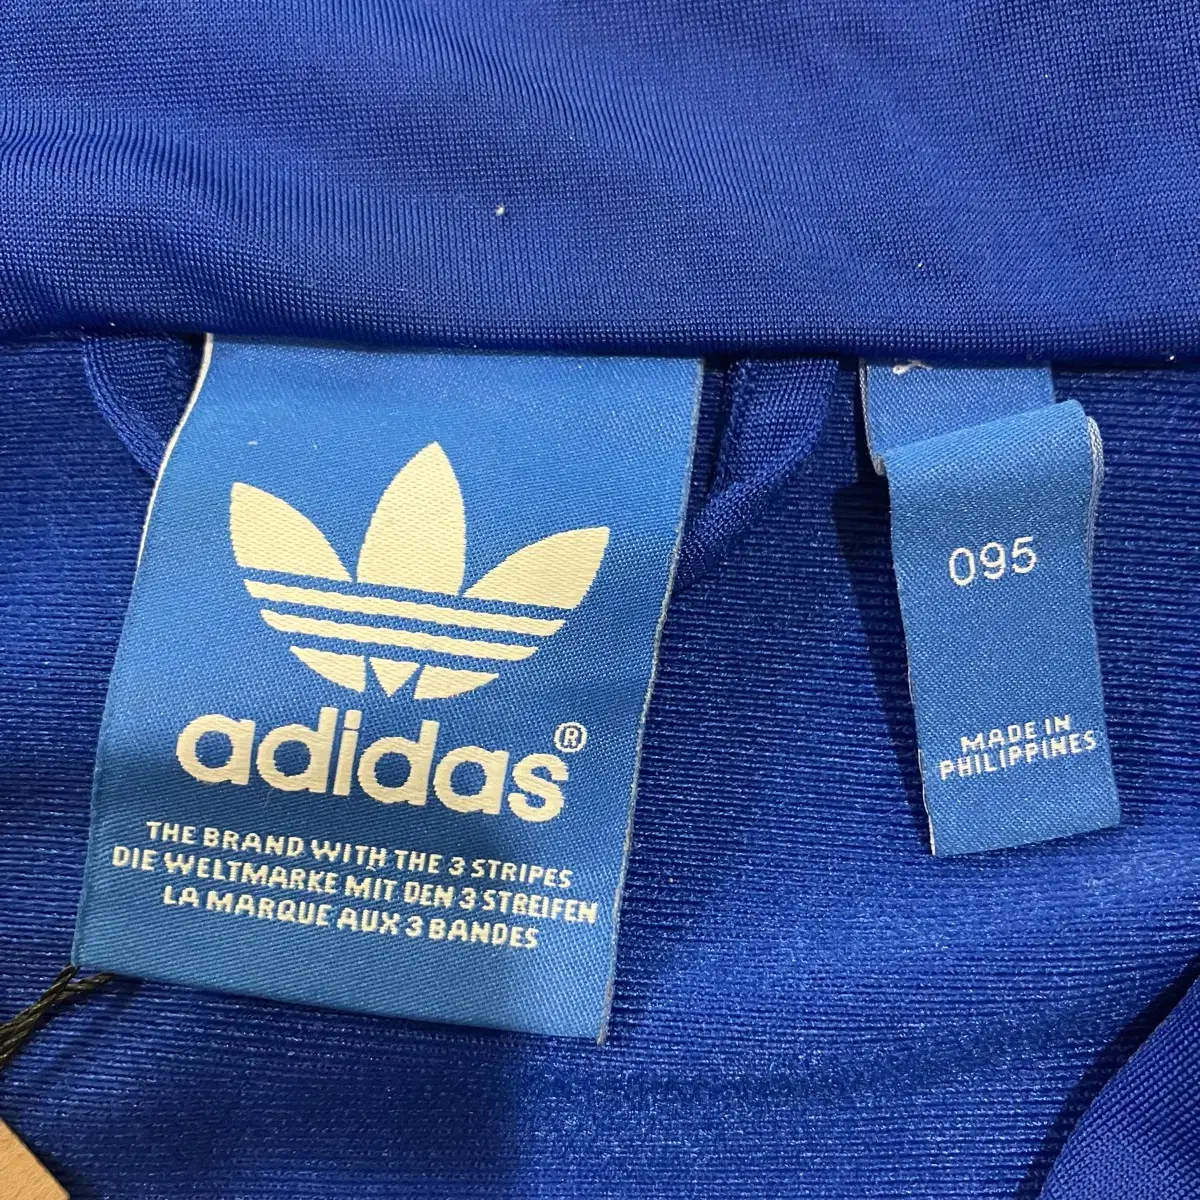 adidas®
THE BRAND WITH THE 3 STRIPES
DIE WELTMARKE MIT DEN 3 STREIFEN
LA MARQUE AUX 3 BANDES
095
MADE IN
PHILIPPINES